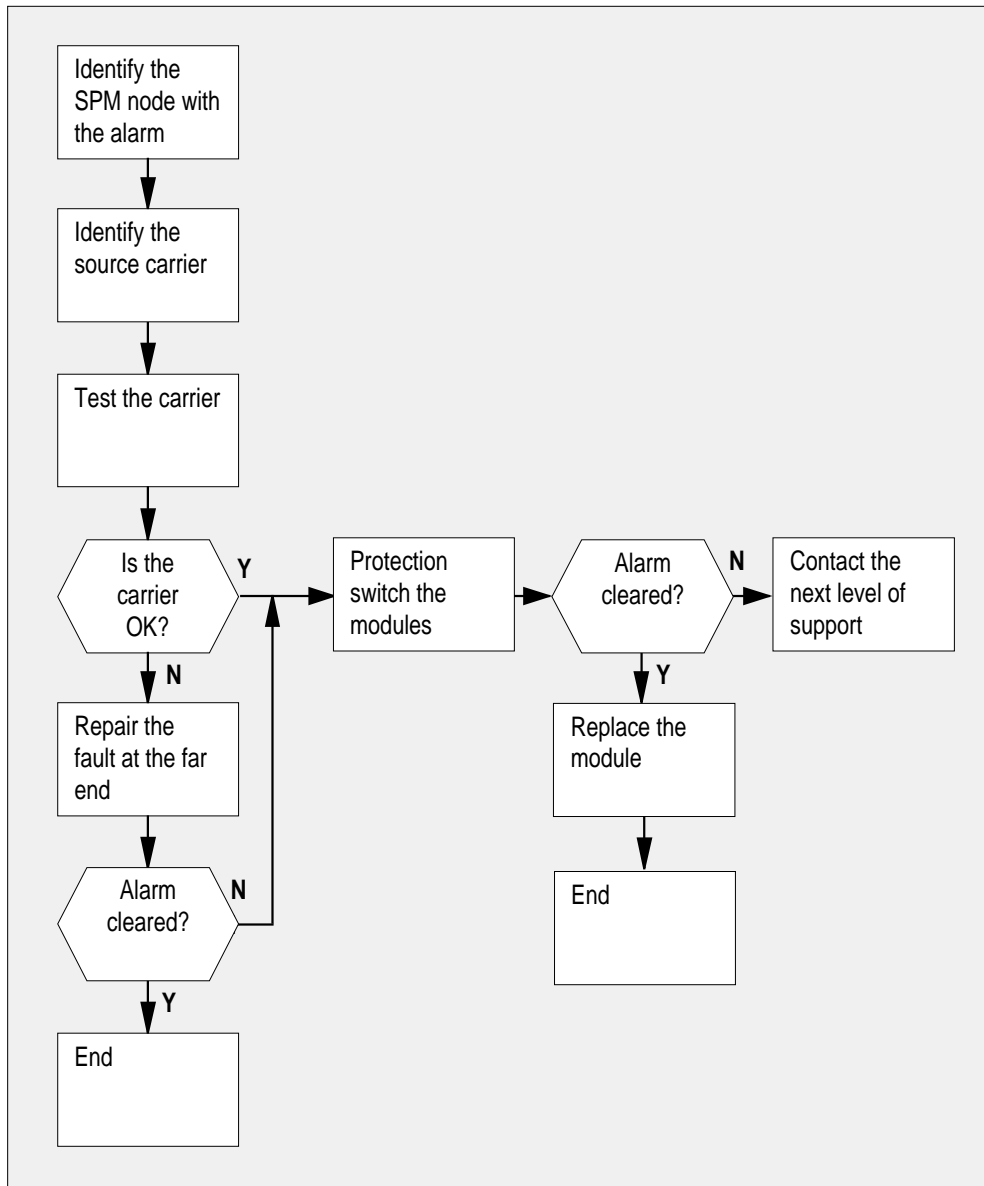 Identify the
SPM node with
the alarm
Identify the
source carrier
Test the carrier
Is the
carrier
OK?
Y
N
Protection
switch the
modules
Alarm
cleared?
N
Contact the
next level of
support
Y
Repair the
fault at the far
end
Replace the
module
Alarm
cleared?
N
Y
End
End